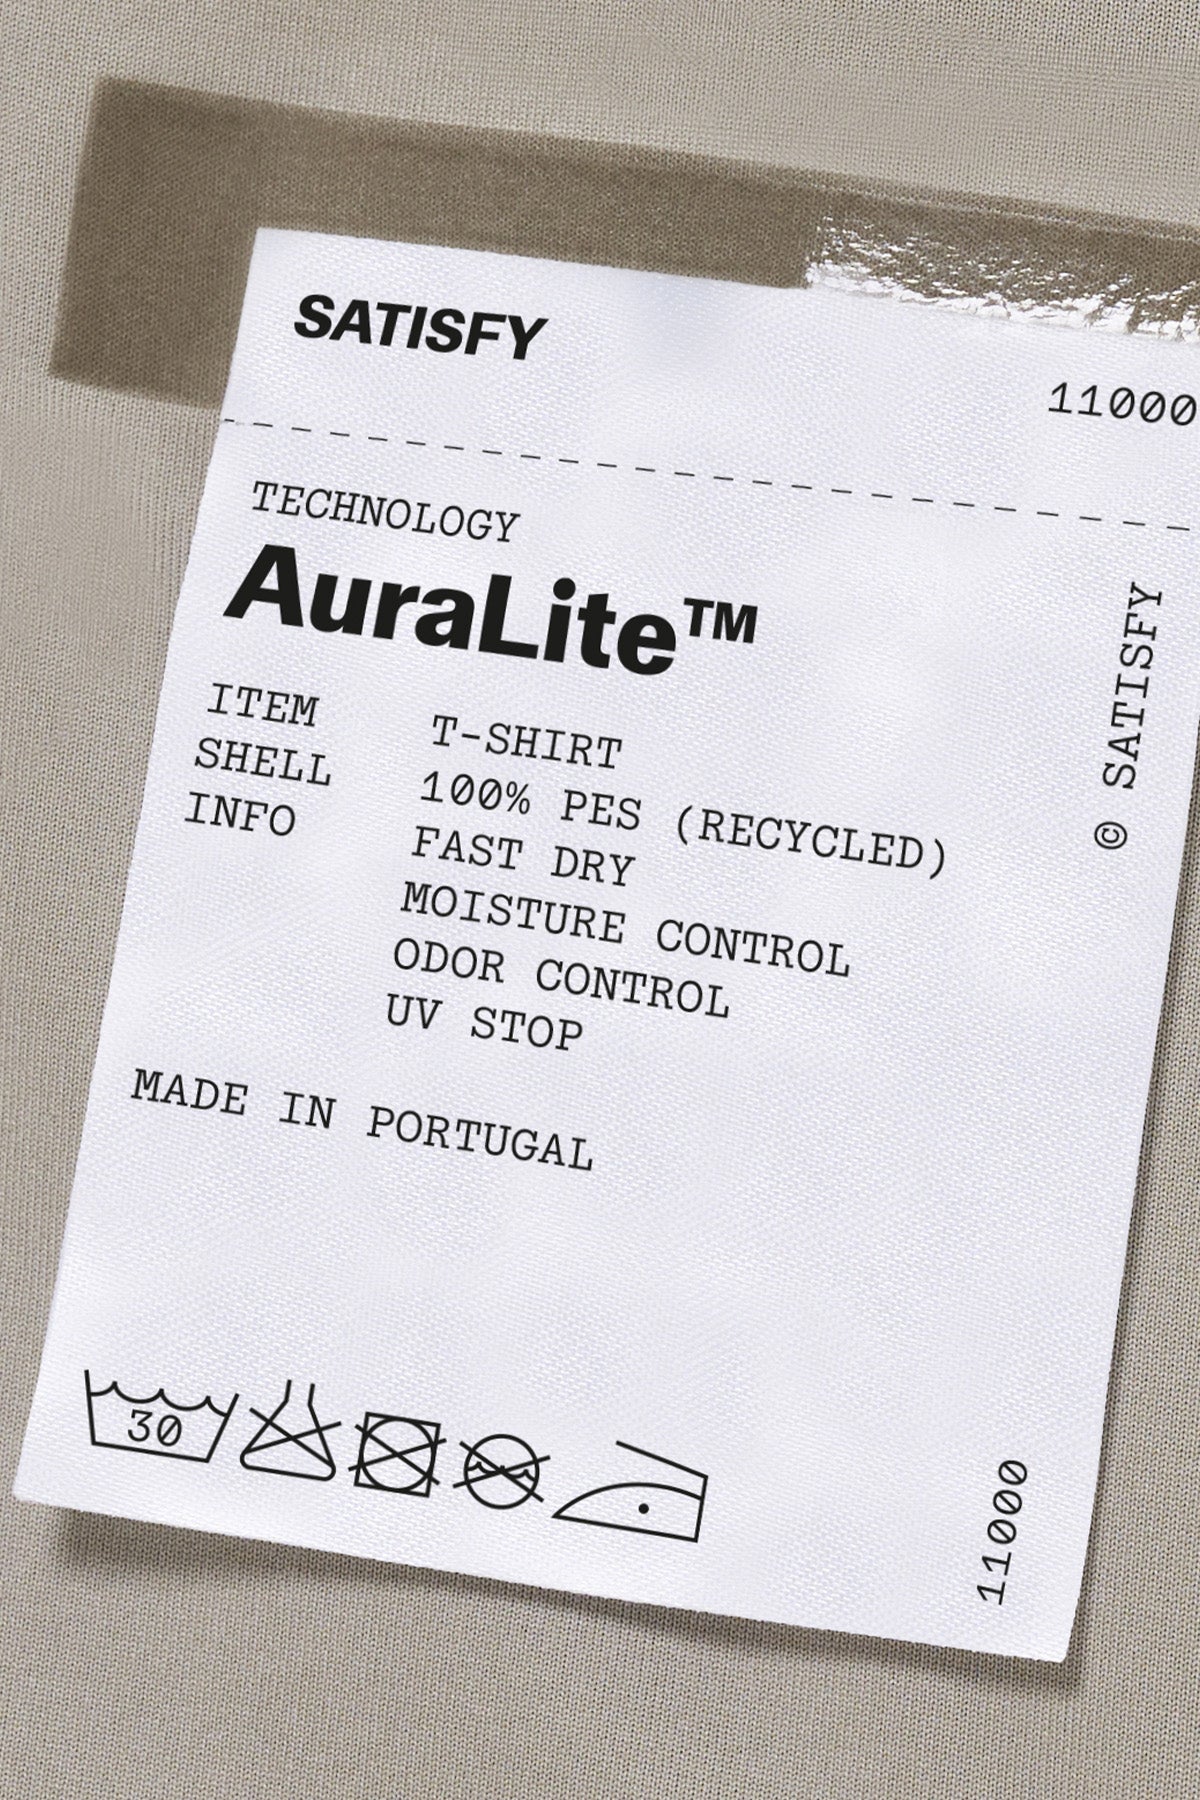 SATISFY
11000
TECHNOLOGY
AuraLite™
ITEM T-SHIRT
SHELL 100% PES (RECYCLED)
INFO FAST DRY
MOISTURE CONTROL
ODOR CONTROL
UV STOP
MADE IN PORTUGAL
© SATISFY
30
11000